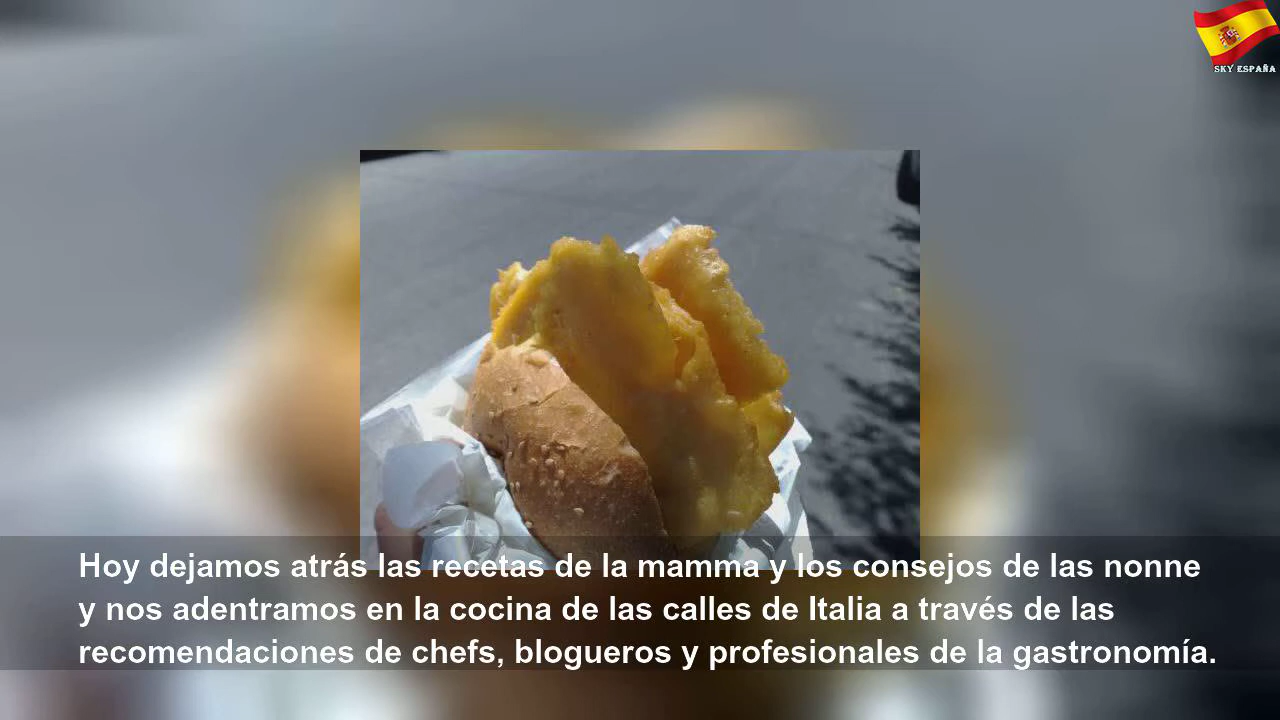 SKY ESPAÑA
Hoy dejamos atrás las recetas de la mamma y los consejos de las nonne
y nos adentramos en la cocina de las calles de Italia a través de las
recomendaciones de chefs, blogueros y profesionales de la gastronomía.